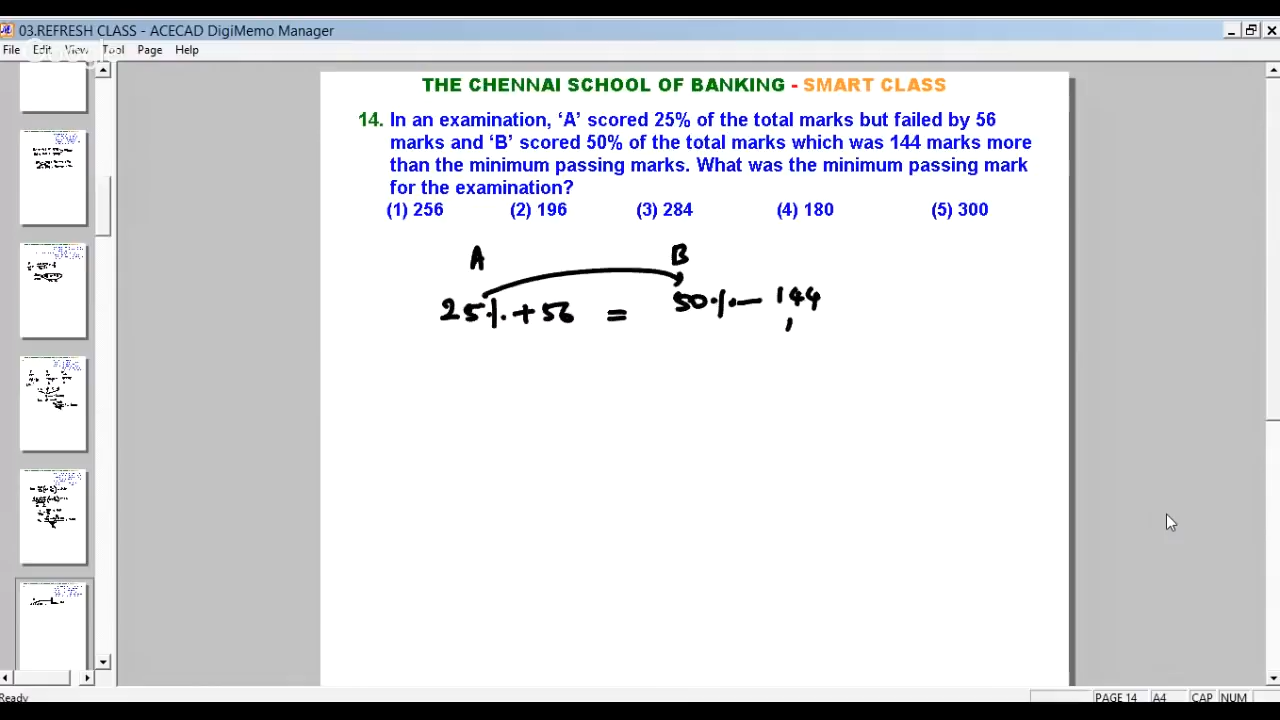 03.REFRESH CLASS - ACECAD DigiMemo Manager
File Edit View Tool Page Help
THE CHENNAI SCHOOL OF BANKING - SMART CLASS
14. In an examination, ‘A’ scored 25% of the total marks but failed by 56
marks and ‘B’ scored 50% of the total marks which was 144 marks more
than the minimum passing marks. What was the minimum passing mark
for the examination?
(1) 256 (2) 196 (3) 284 (4) 180 (5) 300
A B
25%+56 = 50%-144
Ready PAGE 14 A4 CAP NUM